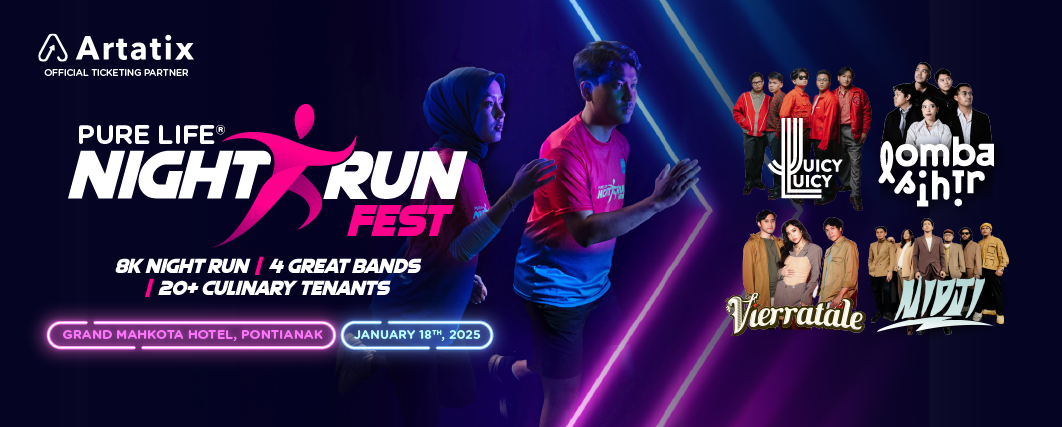 Artatix
OFFICIAL TICKETING PARTNER
PURE LIFE®
NIGHT RUN
FEST
8K NIGHT RUN | 4 GREAT BANDS
| 20+ CULINARY TENANTS
GRAND MAHKOTA HOTEL, PONTIANAK
JANUARY 18TH, 2025
JUICY
LUICY
lomba
sihir
Vierratale
MIDJI